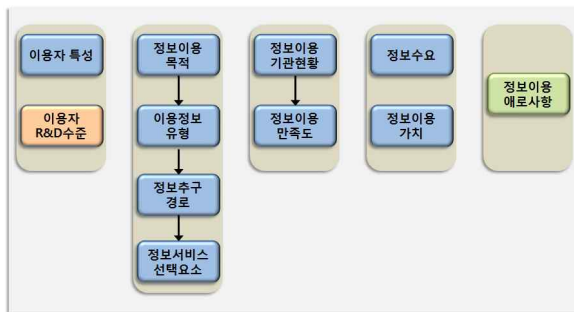 이용자 특성
이용자
R&D수준
정보이용
목적
이용정보
유형
정보추구
경로
정보서비스
선택요소
정보이용
기관현황
정보이용
만족도
정보수요
정보이용
가치
정보이용
애로사항